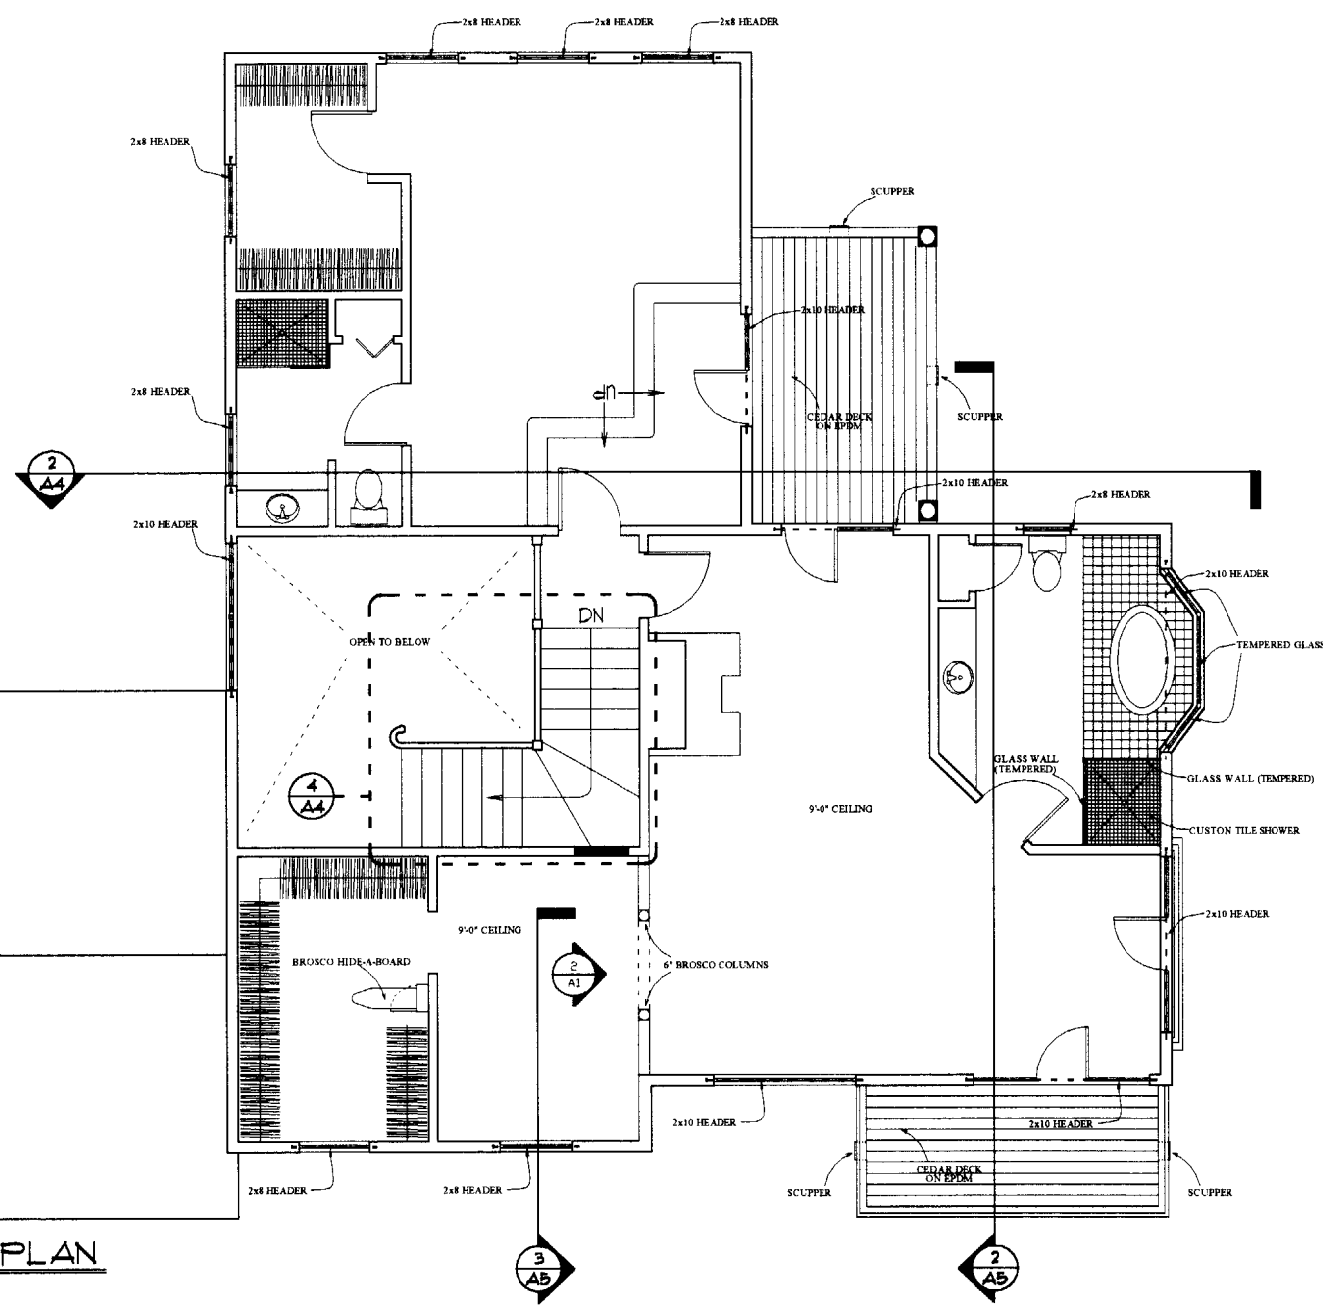 2x8 HEADER
2x8 HEADER
2x8 HEADER
2x8 HEADER
SCUPPER
2x10 HEADER
2x8 HEADER
dn
CEDAR DECK
ON EPDM
SCUPPER
2
A4
2x10 HEADER
2x8 HEADER
2x10 HEADER
2x10 HEADER
DN
OPEN TO BELOW
TEMPERED GLASS
GLASS WALL
(TEMPERED)
GLASS WALL (TEMPERED)
4
A4
9'-0" CEILING
CUSTON TILE SHOWER
2x10 HEADER
9'-0" CEILING
BROSCO HIDE-A-BOARD
2
A1
6" BROSCO COLUMNS
2x10 HEADER
2x10 HEADER
CEDAR DECK
ON EPDM
2x8 HEADER
2x8 HEADER
SCUPPER
SCUPPER
PLAN
3
A5
2
A5